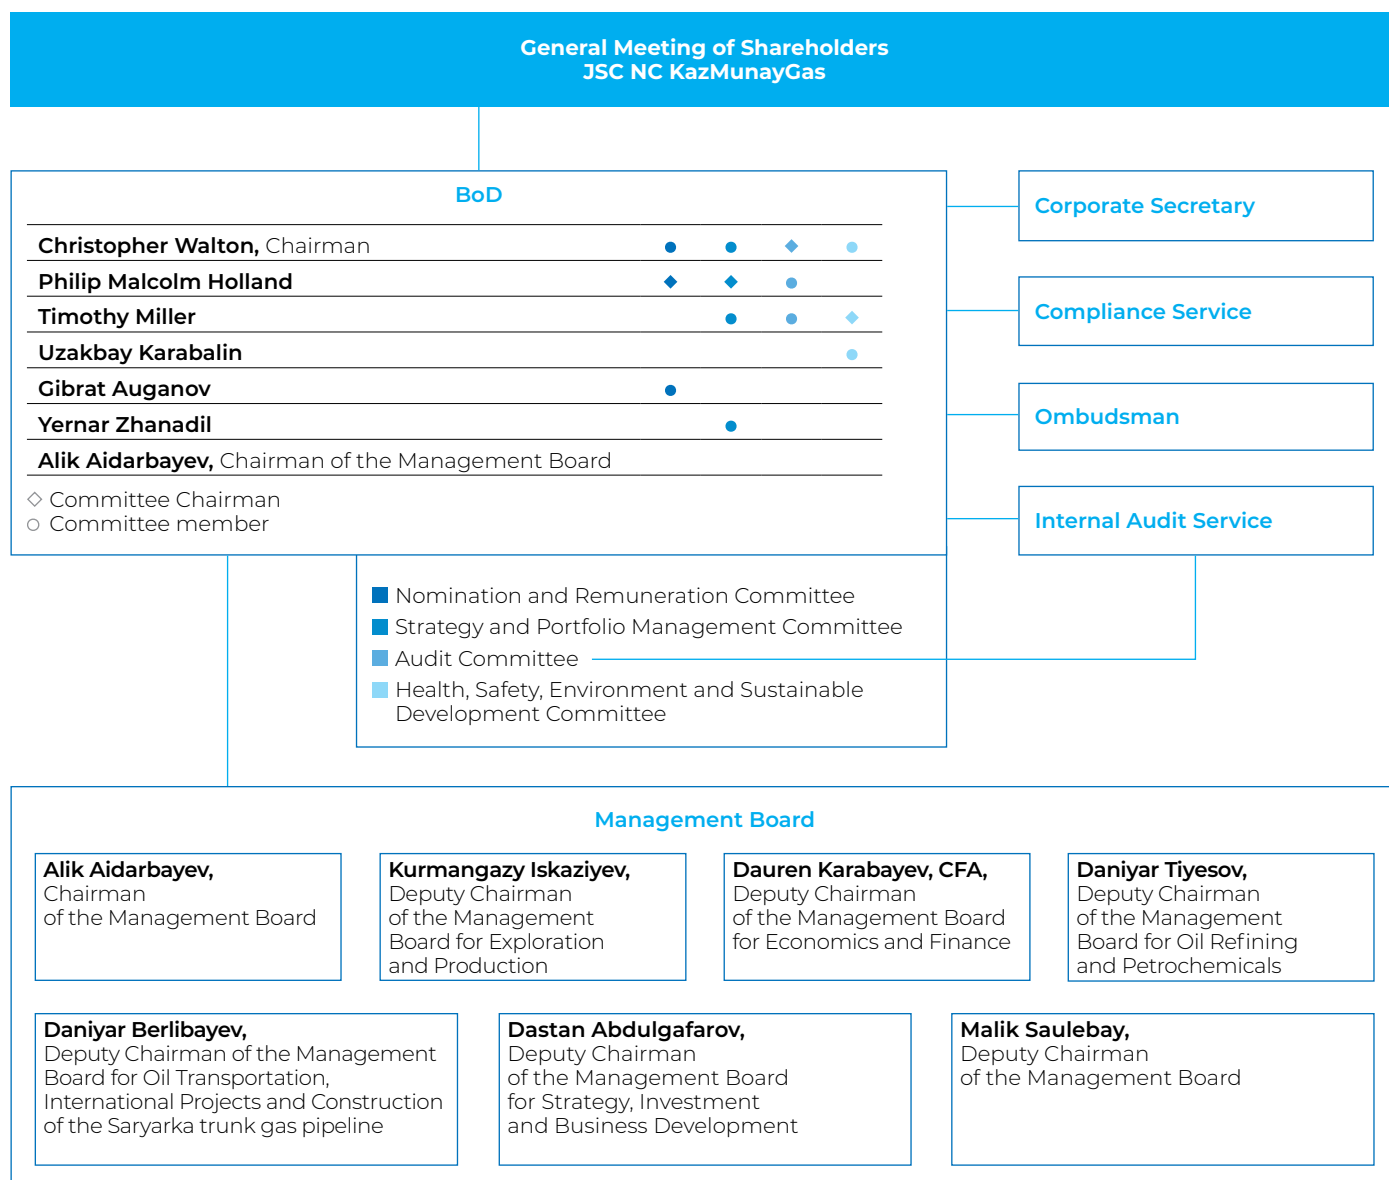 General Meeting of Shareholders
JSC NC KazMunayGas
BoD
Christopher Walton, Chairman
Philip Malcolm Holland
Timothy Miller
Uzakbay Karabalin
Gibrat Auganov
Yernar Zhanadil
Alik Aidarbayev, Chairman of the Management Board
Committee Chairman
Committee member
Corporate Secretary
Compliance Service
Ombudsman
Internal Audit Service
Nomination and Remuneration Committee
Strategy and Portfolio Management Committee
Audit Committee
Health, Safety, Environment and Sustainable
Development Committee
Management Board
Alik Aidarbayev,
Chairman
of the Management Board
Kurmangazy Iskaziyev,
Deputy Chairman
of the Management
Board for Exploration
and Production
Dauren Karabayev, CFA,
Deputy Chairman
of the Management Board
for Economics and Finance
Daniyar Tiyesov,
Deputy Chairman
of the Management
Board for Oil Refining
and Petrochemicals
Daniyar Berlibayev,
Deputy Chairman of the Management
Board for Oil Transportation,
International Projects and Construction
of the Saryarka trunk gas pipeline
Dastan Abdulgafarov,
Deputy Chairman
of the Management Board
for Strategy, Investment
and Business Development
Malik Saulebay,
Deputy Chairman
of the Management Board